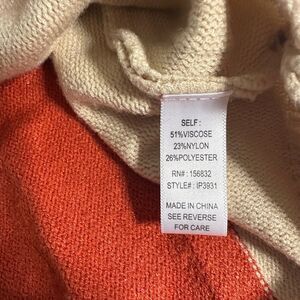 SELF :
51%VISCOSE
23%NYLON
26%POLYESTER
RN# : 156832
STYLE# : IP3931
MADE IN CHINA
SEE REVERSE
FOR CARE